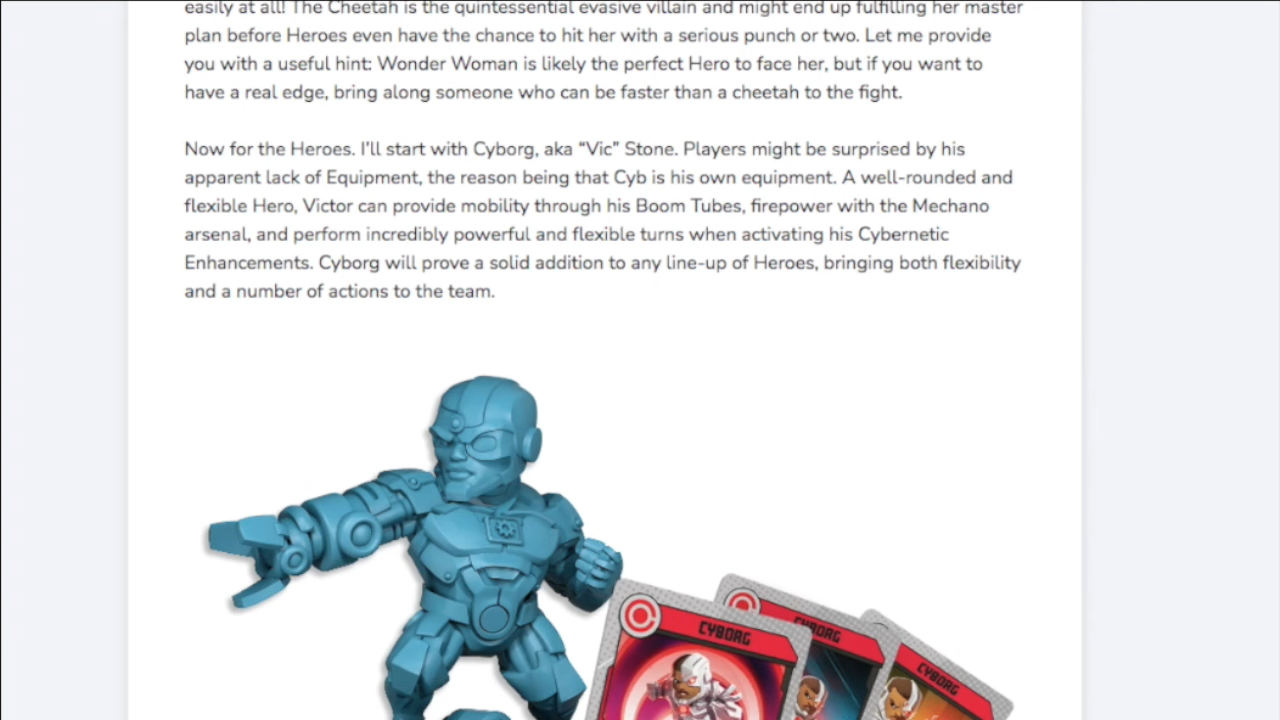 easily at all! The Cheetah is the quintessential evasive villain and might end up fulfilling her master
plan before Heroes even have the chance to hit her with a serious punch or two. Let me provide
you with a useful hint: Wonder Woman is likely the perfect Hero to face her, but if you want to
have a real edge, bring along someone who can be faster than a cheetah to the fight.
Now for the Heroes. I'll start with Cyborg, aka “Vic” Stone. Players might be surprised by his
apparent lack of Equipment, the reason being that Cyb is his own equipment. A well-rounded and
flexible Hero, Victor can provide mobility through his Boom Tubes, firepower with the Mechano
arsenal, and perform incredibly powerful and flexible turns when activating his Cybernetic
Enhancements. Cyborg will prove a solid addition to any line-up of Heroes, bringing both flexibility
and a number of actions to the team.
CYBORG
CYBORG
CYBORG